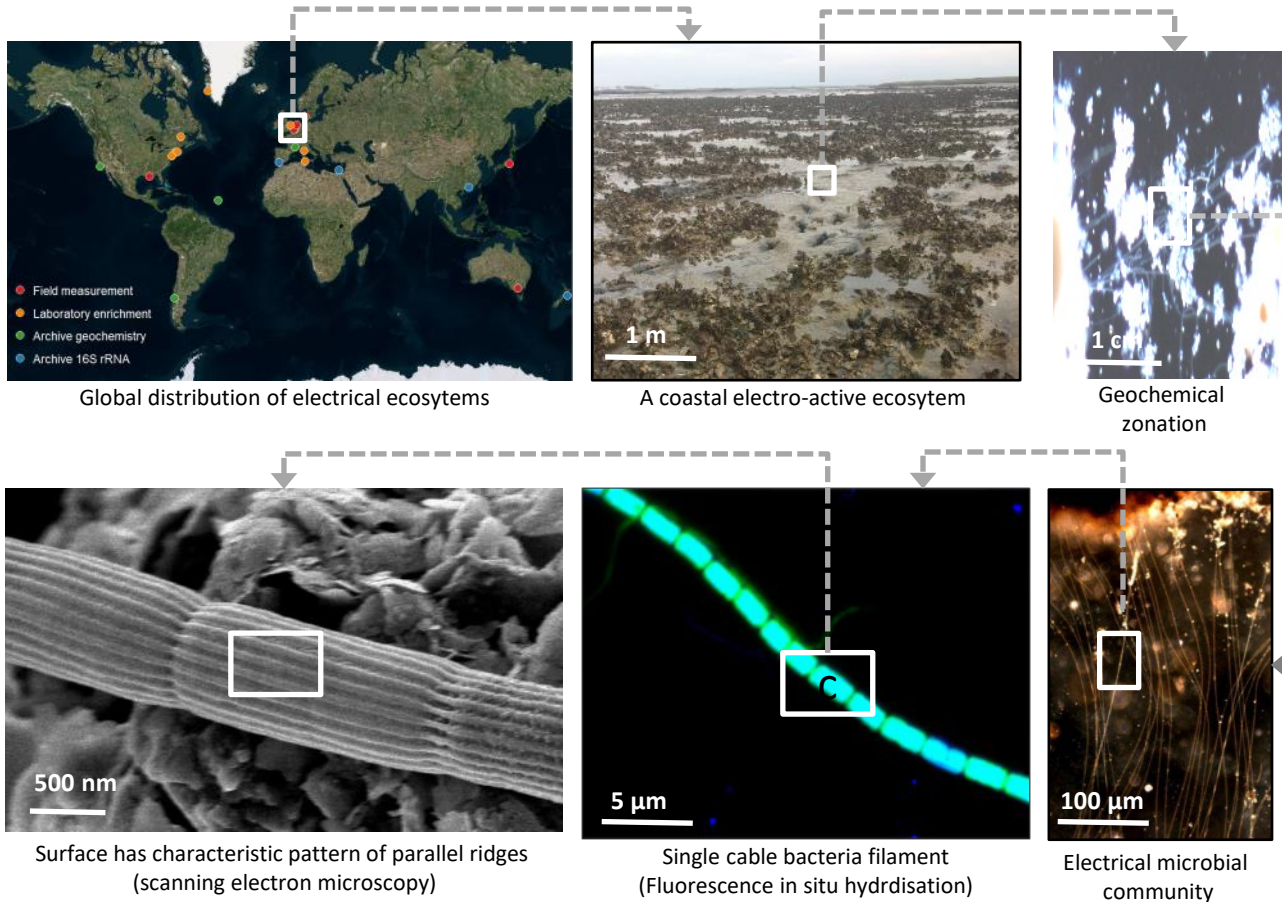 Field measurement
Laboratory enrichment
Archive geochemistry
Archive 16S rRNA
1 m
1 cm
Global distribution of electrical ecosytems
A coastal electro-active ecosytem
Geochemical
zonation
500 nm
C
5 µm
100 µm
Surface has characteristic pattern of parallel ridges
(scanning electron microscopy)
Single cable bacteria filament
(Fluorescence in situ hydrdisation)
Electrical microbial
community